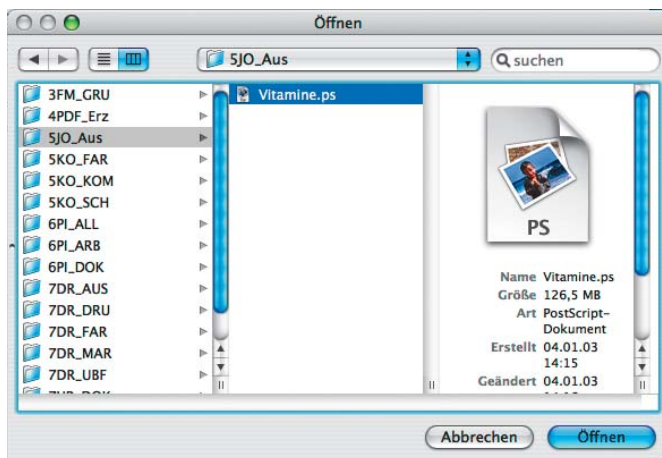 Öffnen
5JO_Aus
suchen
3FM_GRU
4PDF_Erz
5JO_Aus
5KO_FAR
5KO_KOM
5KO_SCH
6PI_ALL
6PI_ARB
6PI_DOK
7DR_AUS
7DR_DRU
7DR_FAR
7DR_MAR
7DR_UBF
Vitamine.ps
PS
Name Vitamine.ps
Größe 126,5 MB
Art PostScript-
Dokument
Erstellt 04.01.03
14:15
Geändert 04.01.03
Abbrechen
Öffnen